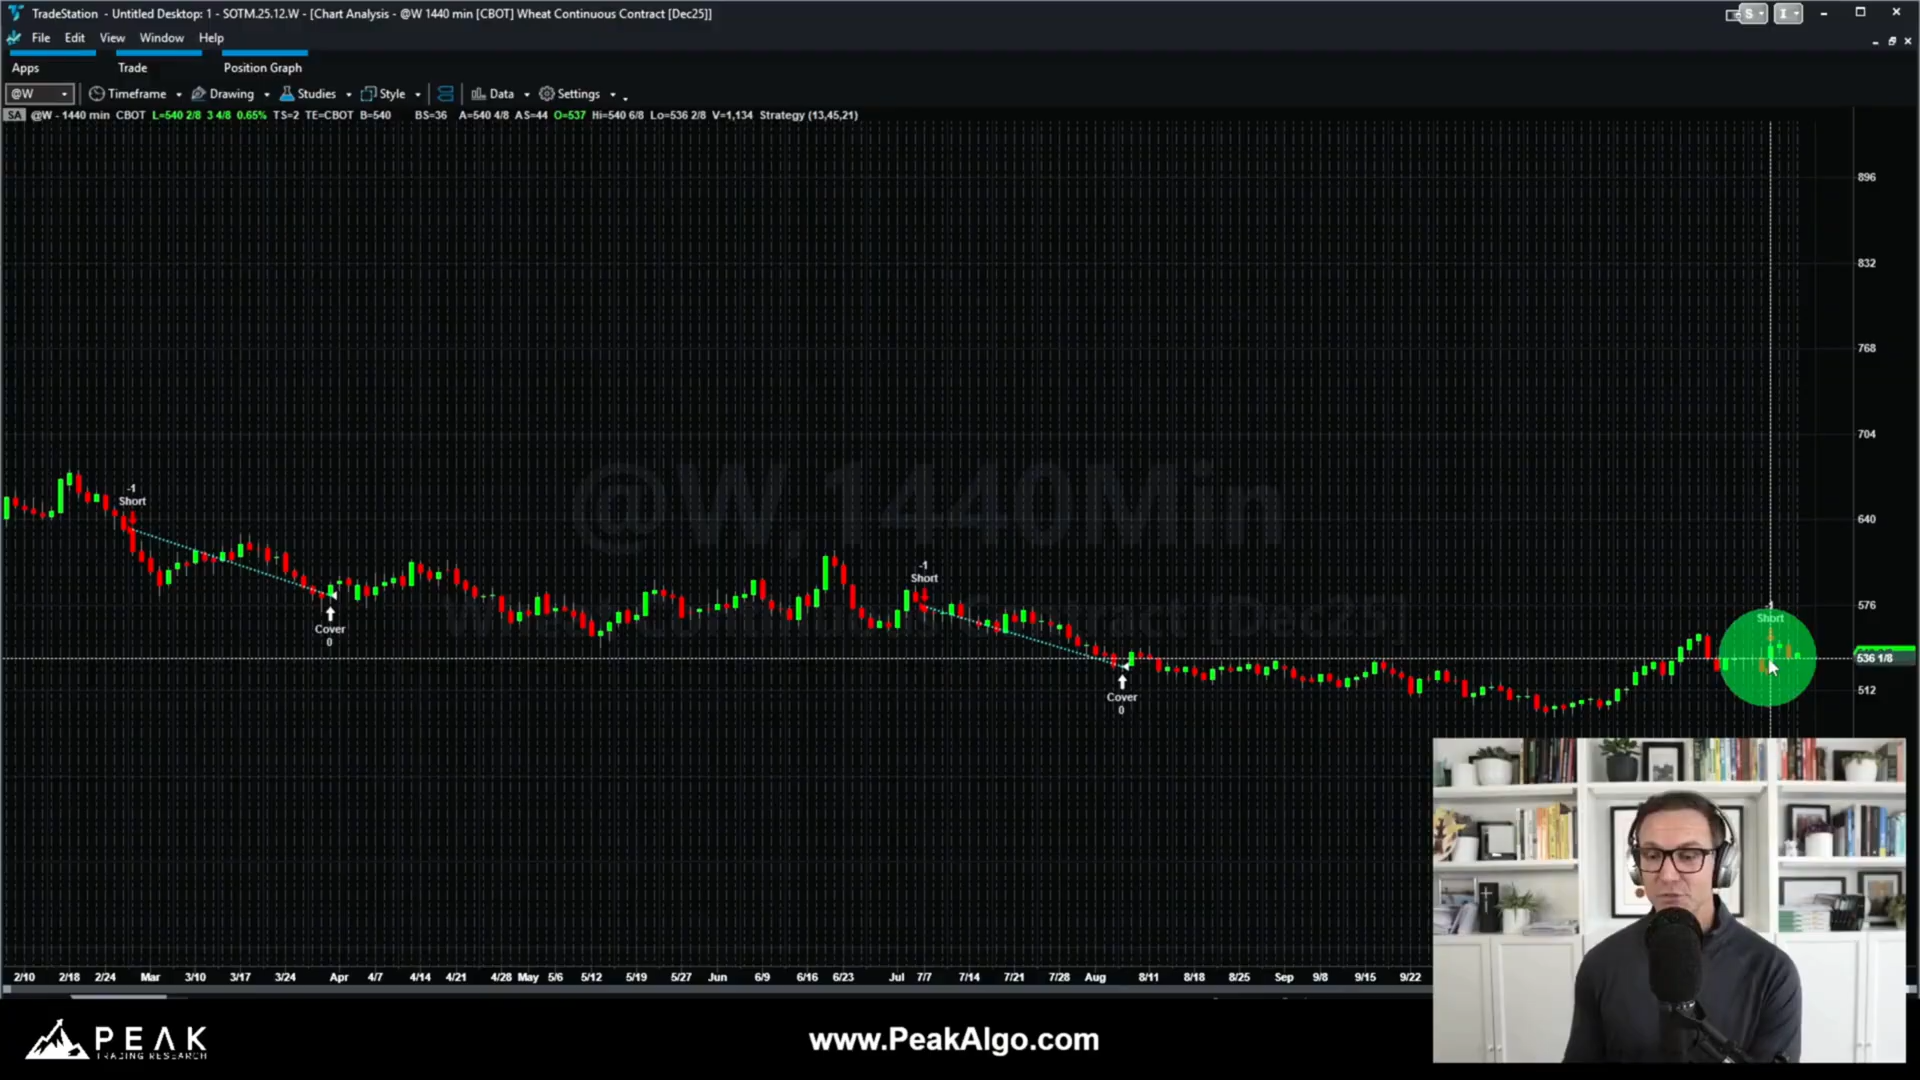 TradeStation - Untitled Desktop: 1 - SOTM.25.12.W - [Chart Analysis - @W 1440 min [CBOT] Wheat Continuous Contract [Dec25]]
S
I
File Edit View Window Help
Apps Trade Position Graph
@W Timeframe Drawing Studies Style Data Settings
SA @W - 1440 min CBOT L=540 2/8 3 4/8 0.65% TS=2 TE=CBOT B=540 BS=36 A=540 4/8 AS=44 O=537 Hi=540 6/8 Lo=536 2/8 V=1,134 Strategy (13,45,21)
896
832
768
704
640
576
536 1/8
512
@W, 1440Min
-1
Short
Cover
0
-1
Short
Cover
0
Short
2/10 2/18 2/24 Mar 3/10 3/17 3/24 Apr 4/7 4/14 4/21 4/28 May 5/6 5/12 5/19 5/27 Jun 6/9 6/16 6/23 Jul 7/7 7/14 7/21 7/28 Aug 8/11 8/18 8/25 Sep 9/8 9/15 9/22
PEAK
TRADING RESEARCH
www.PeakAlgo.com